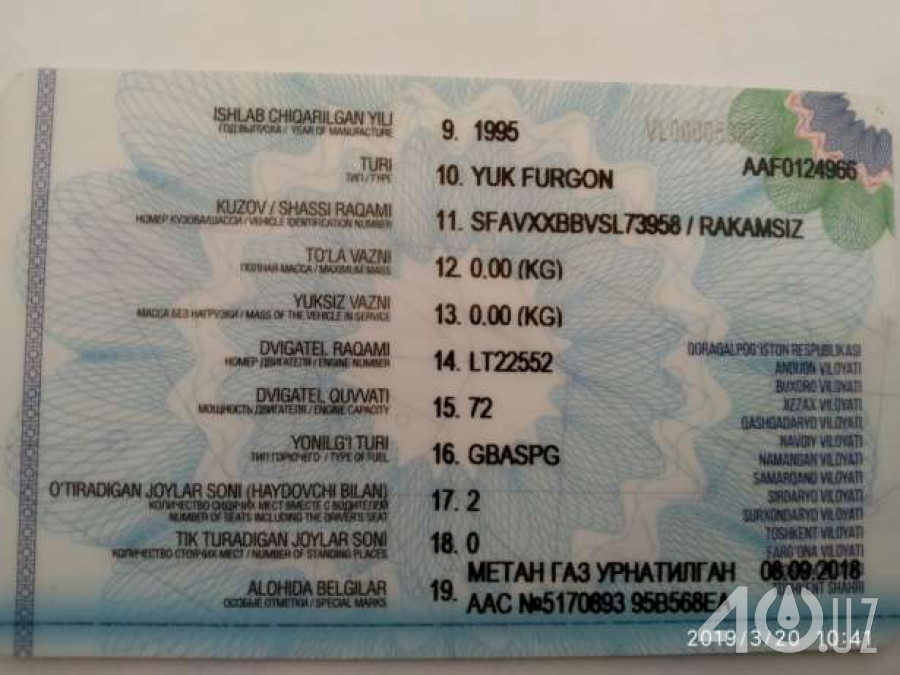 ISHLAB CHIQARILGAN YILI
ГОД ВЫПУСКА / YEAR OF MANUFACTURE
9. 1995
AAF0124966
TURI
ТИП / TYPE
10. YUK FURGON
KUZOV / SHASSI RAQAMI
НОМЕР КУЗОВА/ШАССИ / VEHICLE IDENTIFICATION NUMBER
11. SFAVXXBBVSL73958 / RAKAMSIZ
TO'LA VAZNI
ПОЛНАЯ МАССА / MAXIMUM MASS
12. 0.00 (KG)
YUKSIZ VAZNI
МАССА БЕЗ НАГРУЗКИ / MASS OF THE VEHICLE IN SERVICE
13. 0.00 (KG)
DVIGATEL RAQAMI
НОМЕР ДВИГАТЕЛЯ / ENGINE NUMBER
14. LT22552
DVIGATEL QUVVATI
МОЩНОСТЬ ДВИГАТЕЛЯ / ENGINE CAPACITY
15. 72
YONILG'I TURI
ТИП ГОРЮЧЕГО / TYPE OF FUEL
16. GBASPG
O'TIRADIGAN JOYLAR SONI (HAYDOVCHI BILAN)
КОЛИЧЕСТВО СИДЯЧИХ МЕСТ ВМЕСТЕ С ВОДИТЕЛЕМ
NUMBER OF SEATS INCLUDING THE DRIVER'S SEAT
17. 2
TIK TURADIGAN JOYLAR SONI
КОЛИЧЕСТВО СТОЯЧИХ МЕСТ / NUMBER OF STANDING PLACES
18. 0
ALOHIDA BELGILAR
ОСОБЫЕ ОТМЕТКИ / SPECIAL MARKS
19. МЕТАН ГАЗ УРНАТИЛГАН 08.09.2018
AAC №5170893 95B568EA
QORAQALPOG'ISTON RESPUBLIKASI
ANDIJON VILOYATI
BUXORO VILOYATI
JIZZAX VILOYATI
QASHQADARYO VILOYATI
NAVOIY VILOYATI
NAMANGAN VILOYATI
SAMARQAND VILOYATI
SIRDARYO VILOYATI
SURXONDARYO VILOYATI
TOSHKENT VILOYATI
FARG'ONA VILOYATI
SHAHRI
40.uz
2019/3/20 10:41